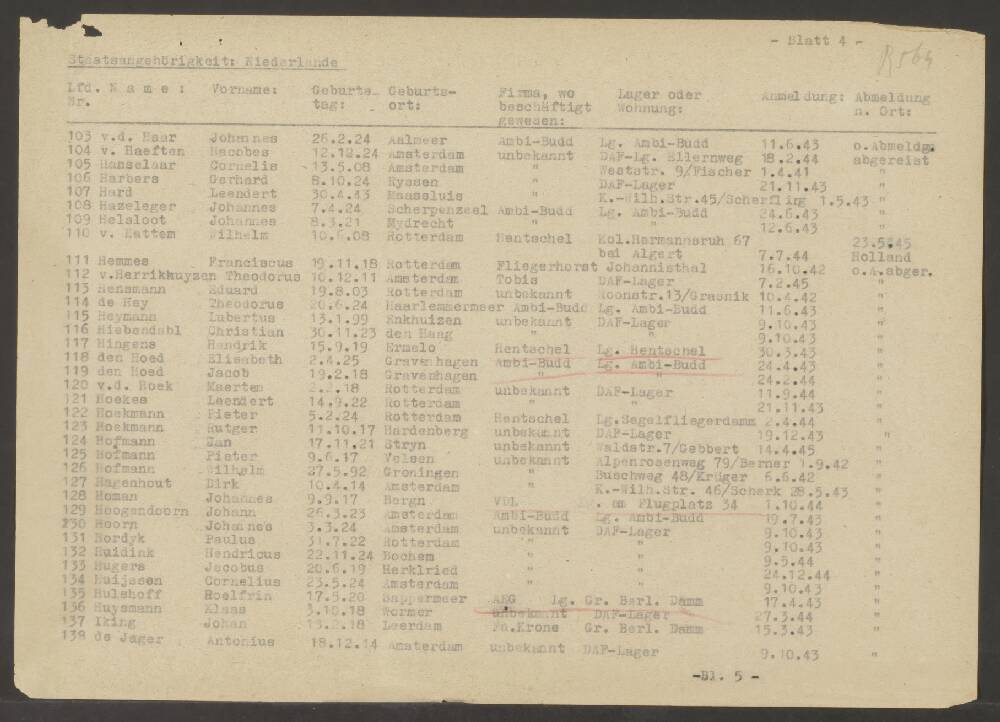 - Blatt 4 -
Staatsangehörigkeit: Niederlande
Lfd. N a m e : Vorname: Geburts- Geburts- Firma, wo Lager oder Anmeldung: Abmeldung
Nr. tag: ort: beschäftigt Wohnung: n. Ort:
gewesen:
103 v.d. Haar Johannes 26.2.24 Aalmeer Ambi-Budd Lg. Ambi-Budd 11.6.43 o.Abmeldg.
104 v. Haeften Hacobes 12.12.24 Amsterdam unbekannt DAF-Lg. Ellernweg 18.2.44 abgereist
105 Hanselaar Cornelis 13.5.08 Amsterdam " Weststr. 9/Fischer 1.4.41 "
106 Harbers Gerhard 8.10.24 Ryssen " DAF-Lager 21.11.43 "
107 Hard Leendert 30.4.43 Maassluis " K.-Wilh.Str.45/Scherfling 1.5.43 "
108 Hazeleger Johannes 7.4.24 Scherpenzeel Ambi-Budd Lg. Ambi-Budd 24.6.43 "
109 Helsloot Johannes 8.3.21 Mydrecht " " 12.6.43 "
110 v. Hattem Wilhelm 10.6.08 Rotterdam Hentschel Kol.Hermannsruh 67 23.5.45
bei Algert 7.7.44 Holland
111 Hemmes Franciscus 19.11.18 Rotterdam Fliegerhorst Johannisthal 16.10.42 o.A.abger.
112 v.Herrikhuyzen Theodorus 10.12.11 Amsterdam Tobis DAF-Lager 7.2.45 "
113 Hensmann Eduard 19.8.03 Rotterdam unbekannt Roonstr.13/Grasnik 10.4.42 "
114 de Hey Theodorus 20.6.24 Haarlemmermeer Ambi-Budd Lg. Ambi-Budd 11.6.43 "
115 Heymann Lubertus 13.1.99 Enkhuizen unbekannt DAF-Lager 9.10.43 "
116 Hiebendahl Christian 30.11.23 den Haag " " 9.10.43 "
117 Hingens Hendrik 15.9.19 Ermelo Hentschel Lg. Hentschel 30.3.43 "
118 den Hoed Elisabeth 2.4.25 Gravenhagen Ambi-Budd Lg. Ambi-Budd 24.4.43 "
119 den Hoed Jacob 19.2.18 Gravenhagen " " 24.2.44 "
120 v.d. Hoek Maerten 2.2.18 Rotterdam unbekannt DAF-Lager 11.9.44 "
121 Hoekes Leendert 14.9.22 Rotterdam " " 21.11.43 "
122 Hoekmann Pieter 5.2.24 Rotterdam Hentschel Lg.Segelfliegerdamm 2.4.44 "
123 Hoekmann Rutger 11.10.17 Hardenberg unbekannt DAF-Lager 19.12.43 "
124 Hofmann Jan 17.11.21 Stryn unbekannt Waldstr.7/Gebbert 14.4.45 "
125 Hofmann Pieter 9.6.17 Velsen unbekannt Alpenrosenweg 79/Berner 1.9.42 "
126 Hofmann Wilhelm 27.5.92 Groningen " Buschweg 48/Krüger 6.6.42 "
127 Hagenhout Dirk 10.4.14 Amsterdam " K.-Wilh.Str. 46/Scherk 28.5.43 "
128 Homan Johannes 9.9.17 Bergn . am Flugplatz 34 1.10.44 "
129 Hoogendoorn Johann 26.3.23 Amsterdam Ambi-Budd Lg. Ambi-Budd 19.7.43 "
230 Hoorn Johannes 3.3.24 Amsterdam unbekannt DAF-Lager 9.10.43 "
131 Nordyk Paulus 31.7.22 Rotterdam " " 9.10.43 "
132 Huidink Hendricus 22.11.24 Bochem " " 9.5.44 "
133 Hugers Jacobus 20.6.19 Herklried " " 24.12.44 "
134 Huijssen Cornelius 23.5.24 Amsterdam " " 9.10.43 "
135 Hulshoff Roelfrin 17.5.20 Sappermeer AEG Lg. Gr. Berl. Damm 17.4.43 "
136 Huysmann Klaas 3.10.18 Wormer unbekannt DAF-Lager 27.3.44 "
137 Iking Johan 13.2.18 Leerdam Fa.Krone Gr. Berl. Damm 15.3.43 "
138 de Jager Antonius 18.12.14 Amsterdam unbekannt DAF-Lager 9.10.43 "
-Bl. 5 -